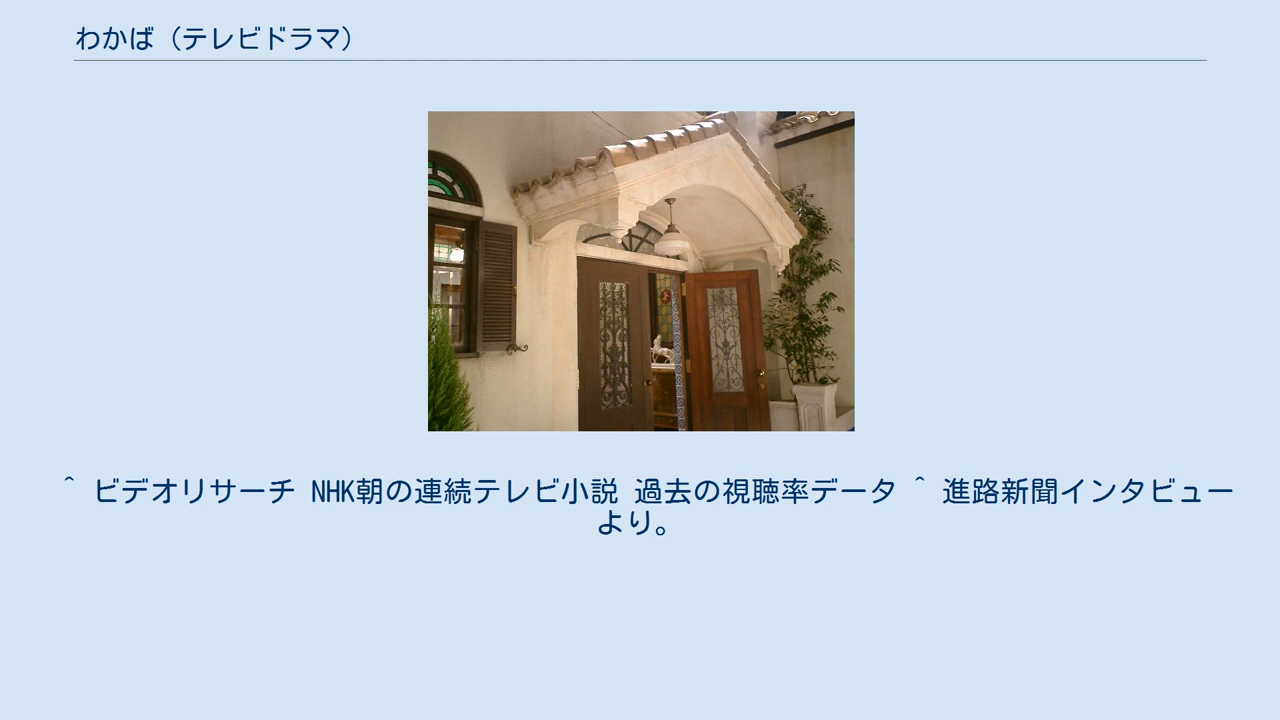 わかば（テレビドラマ）
^ ビデオリサーチ NHK朝の連続テレビ小説 過去の視聴率データ ^ 進路新聞インタビュー
より。